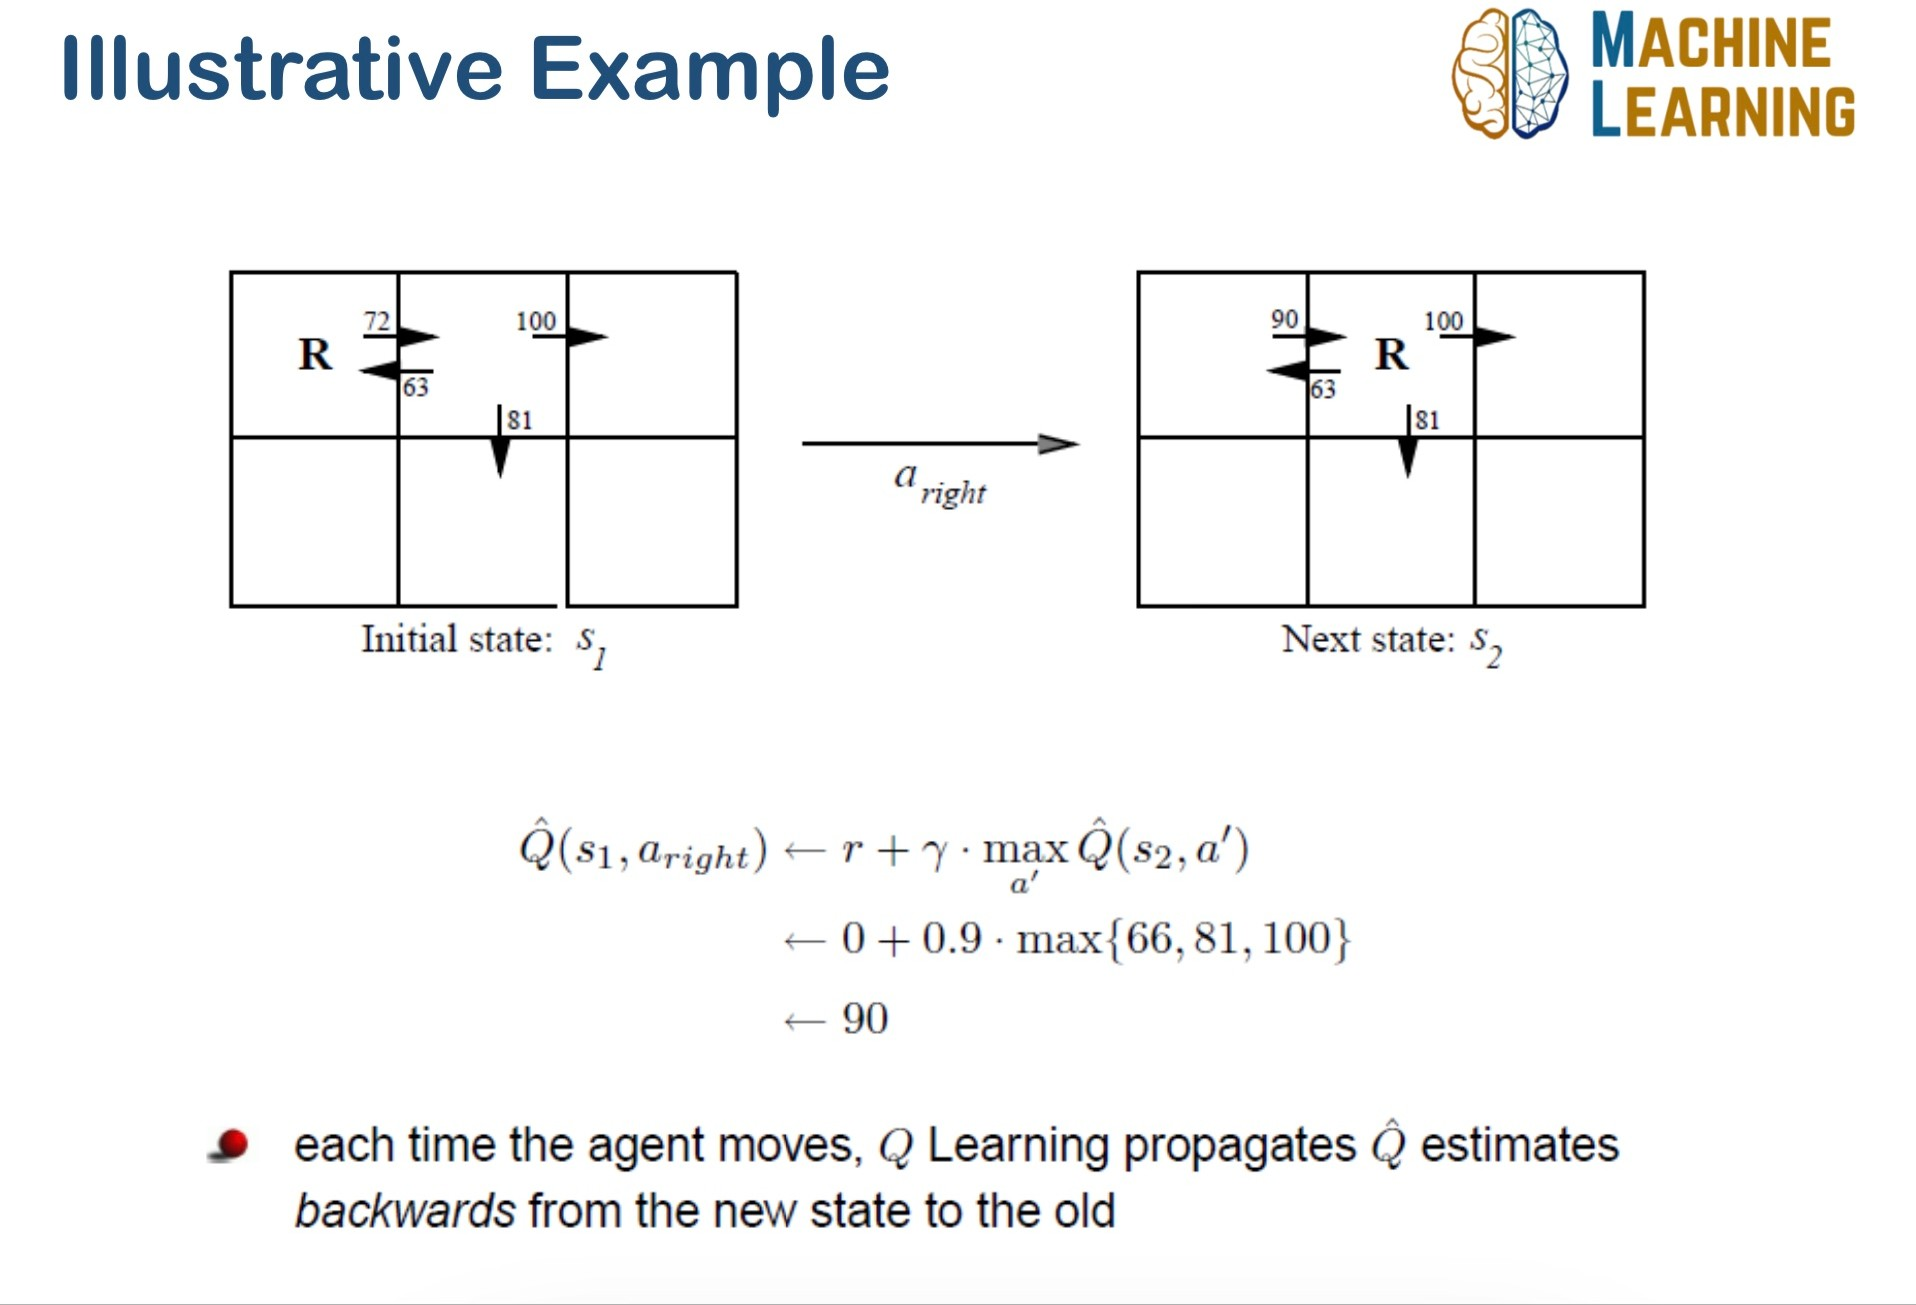 Illustrative Example
MACHINE
LEARNING
72
100
R
63
81
90
100
R
63
81
a right
Initial state: s1
Next state: s2
Q̂(s1, aright) ← r + γ · max Q̂(s2, a′)
a′
← 0 + 0.9 · max{66, 81, 100}
← 90
each time the agent moves, Q Learning propagates Q̂ estimates
backwards from the new state to the old